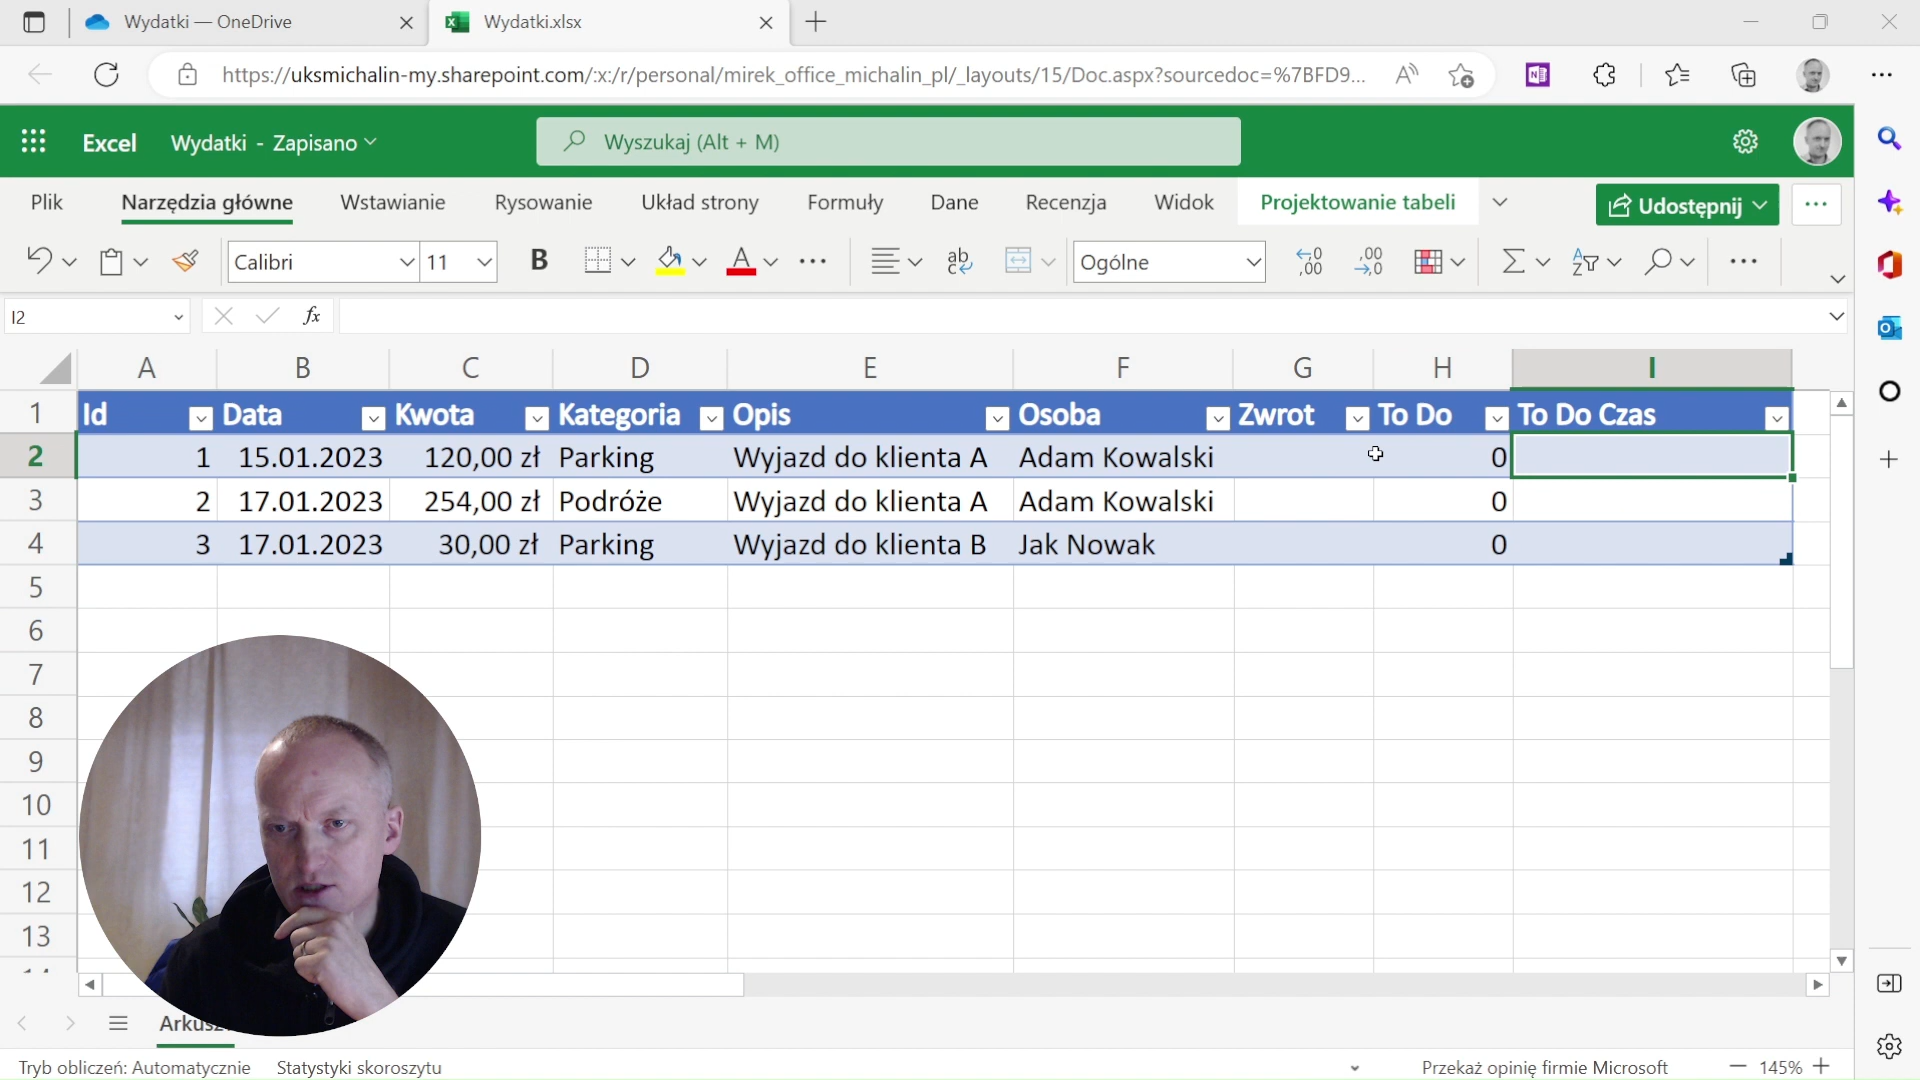 Wydatki — OneDrive
Wydatki.xlsx
https://uksmichalin-my.sharepoint.com/:x:/r/personal/mirek_office_michalin_pl/_layouts/15/Doc.aspx?sourcedoc=%7BFD9...
Excel
Wydatki - Zapisano
Wyszukaj (Alt + M)
Plik Narzędzia główne Wstawianie Rysowanie Układ strony Formuły Dane Recenzja Widok Projektowanie tabeli Udostępnij
Calibri 11 B Ogólne
I2 fx
A B C D E F G H I
1 Id Data Kwota Kategoria Opis Osoba Zwrot To Do To Do Czas
2 1 15.01.2023 120,00 zł Parking Wyjazd do klienta A Adam Kowalski 0
3 2 17.01.2023 254,00 zł Podróże Wyjazd do klienta A Adam Kowalski 0
4 3 17.01.2023 30,00 zł Parking Wyjazd do klienta B Jak Nowak 0
5
6
7
8
9
10
11
12
13
Tryb obliczeń: Automatycznie Statystyki skoroszytu Przekaż opinię firmie Microsoft 145%